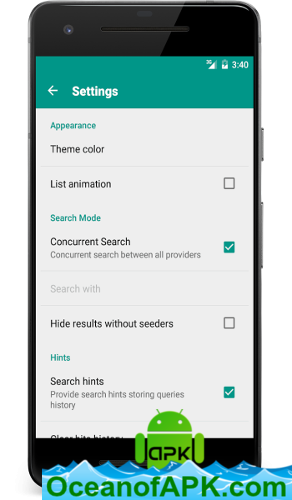 3G 3:40
← Settings
Appearance
Theme color
List animation
Search Mode
Concurrent Search
Concurrent search between all providers
Search with
Hide results without seeders
Hints
Search hints
Provide search hints storing queries
history
apk
OceanofAPK.com